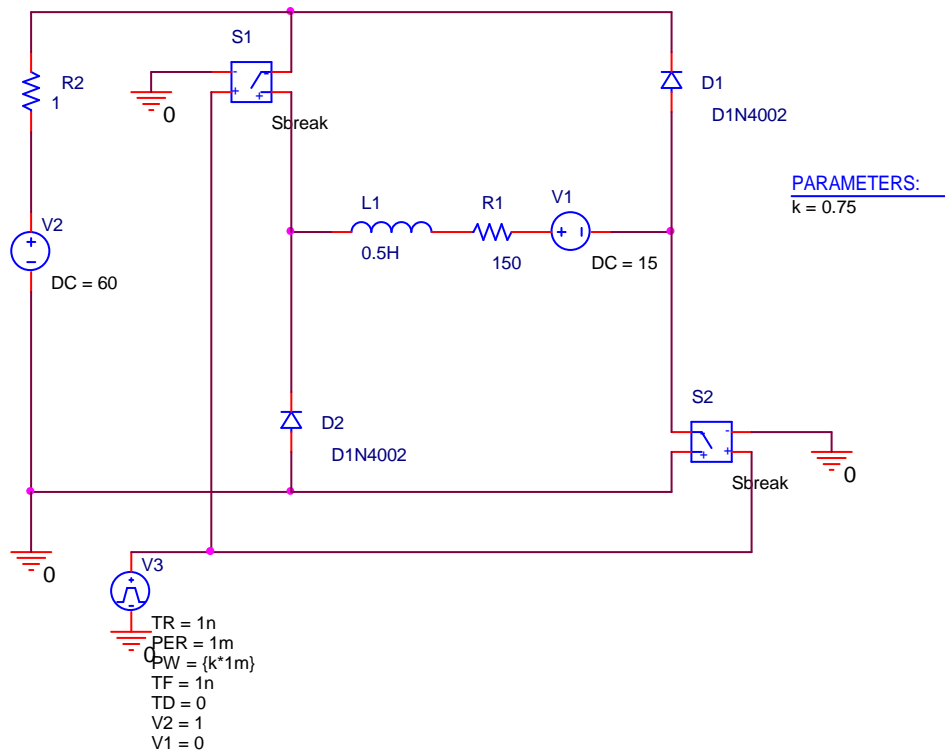 S1
R2
1
0
Sbreak
D1
D1N4002
PARAMETERS:
k = 0.75
L1
R1
V1
0.5H
150
DC = 15
V2
DC = 60
S2
D2
D1N4002
Sbreak
0
0
V3
0
TR = 1n
PER = 1m
PW = {k*1m}
TF = 1n
TD = 0
V2 = 1
V1 = 0